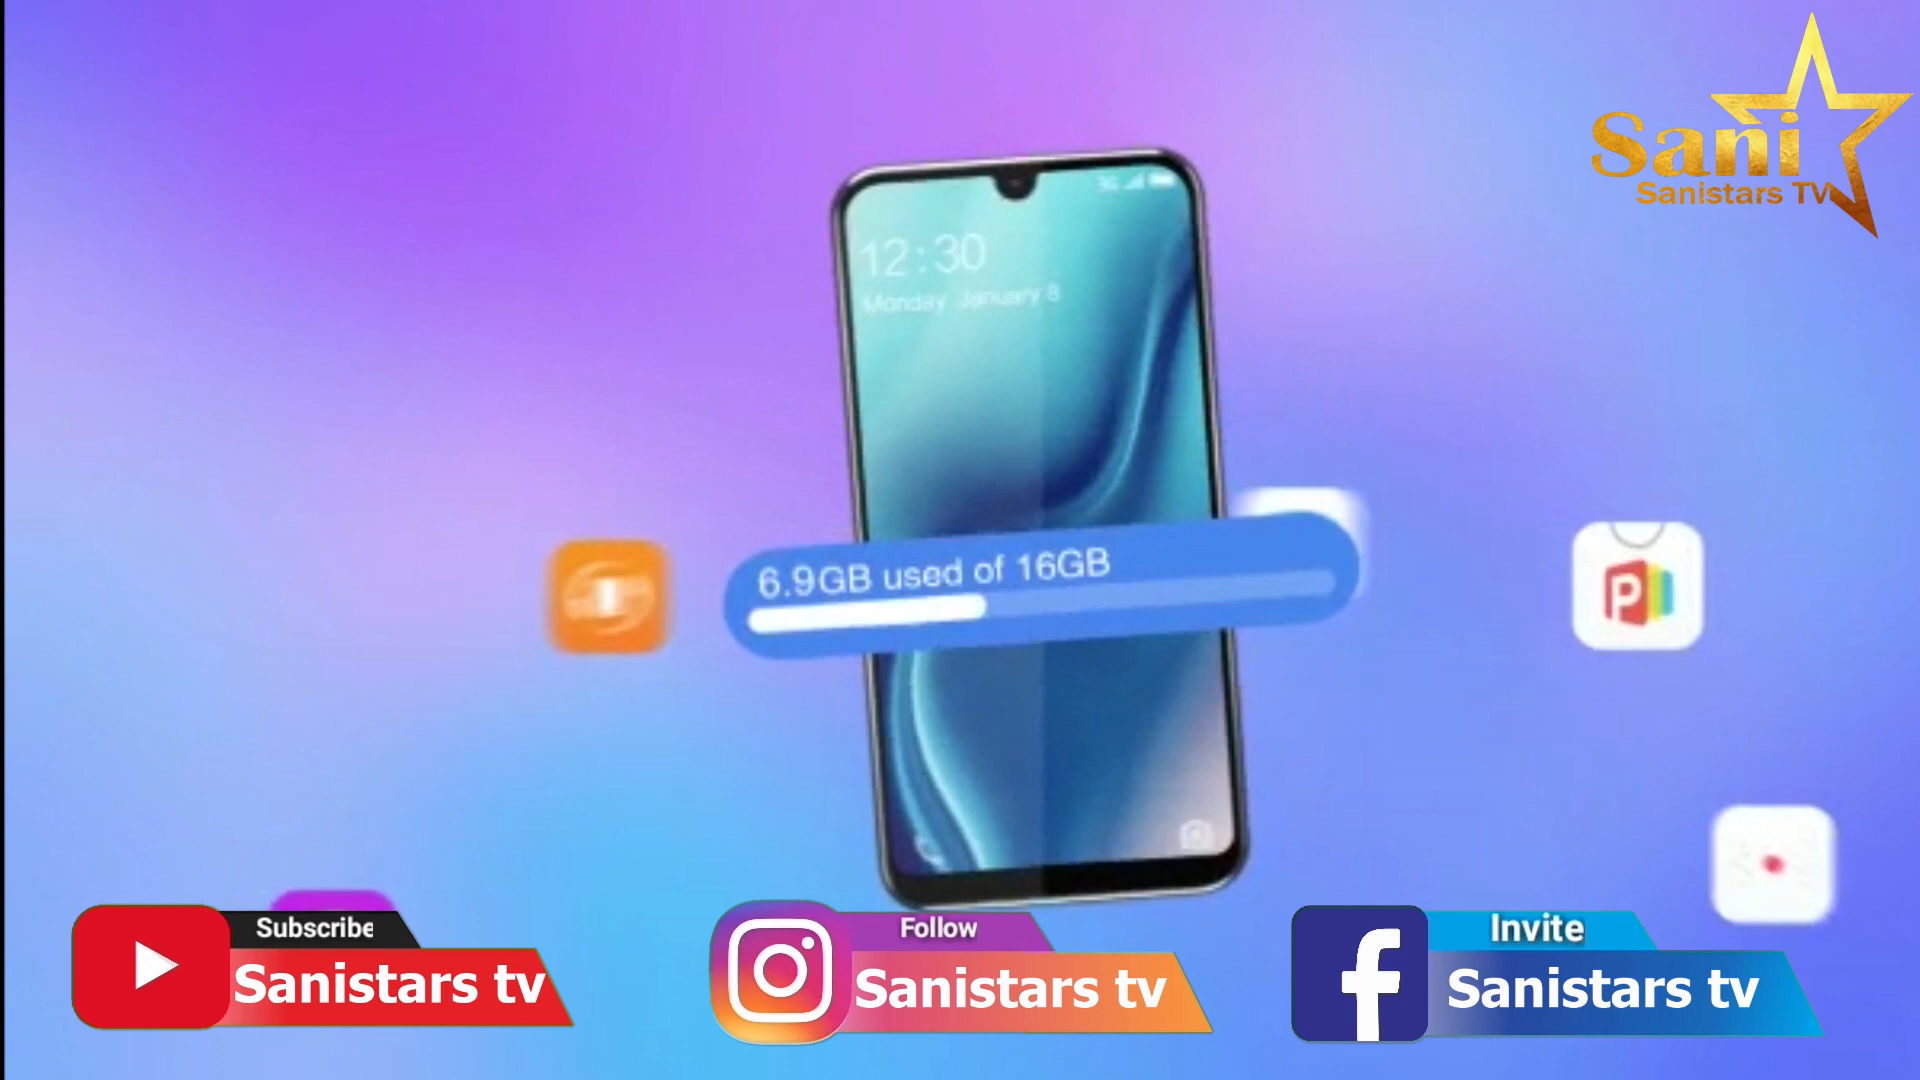 Sani
Sanistars TV
3G
12:30
Monday January 8
6.9GB used of 16GB
P
Subscribe
Sanistars tv
Follow
Sanistars tv
Invite
Sanistars tv